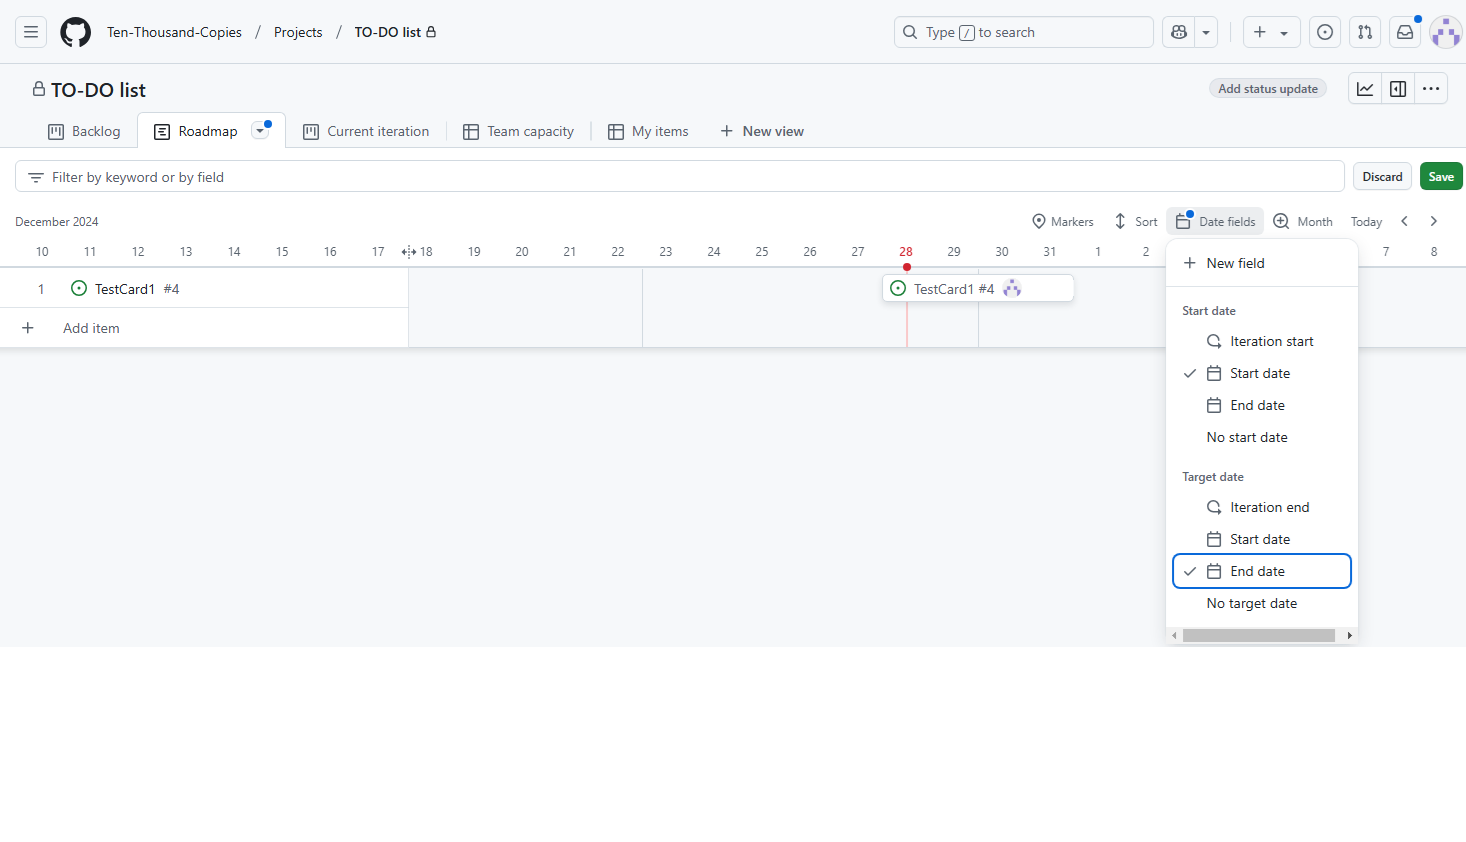 Ten-Thousand-Copies / Projects / TO-DO list
Type / to search
TO-DO list
Add status update
Backlog
Roadmap
Current iteration
Team capacity
My items
New view
Filter by keyword or by field
Discard
Save
December 2024
Markers
Sort
Date fields
Month
Today
10 11 12 13 14 15 16 17 18 19 20 21 22 23 24 25 26 27 28 29 30 31 1 2 7 8
1 TestCard1 #4
TestCard1 #4
Add item
New field
Start date
Iteration start
Start date
End date
No start date
Target date
Iteration end
Start date
End date
No target date